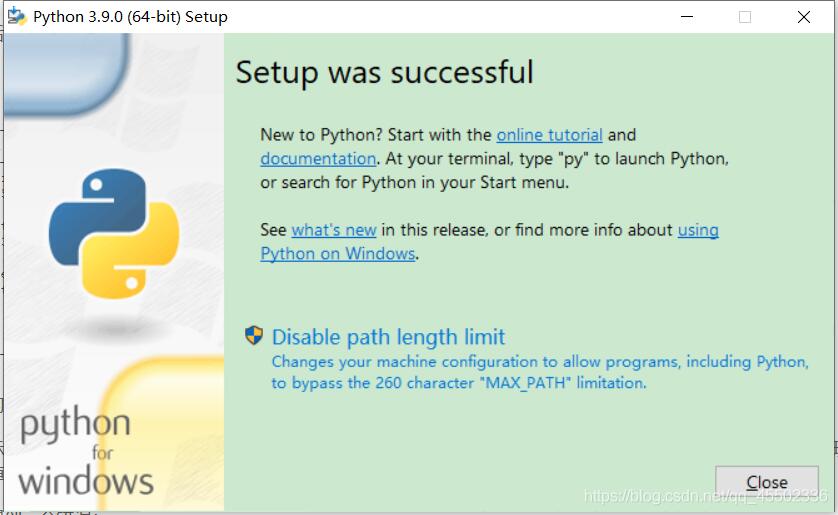 Python 3.9.0 (64-bit) Setup
Setup was successful
New to Python? Start with the online tutorial and
documentation. At your terminal, type "py" to launch Python,
or search for Python in your Start menu.
See what's new in this release, or find more info about using
Python on Windows.
Disable path length limit
Changes your machine configuration to allow programs, including Python,
to bypass the 260 character "MAX_PATH" limitation.
python
for
windows
Close
https://blog.csdn.net/qq_45502336